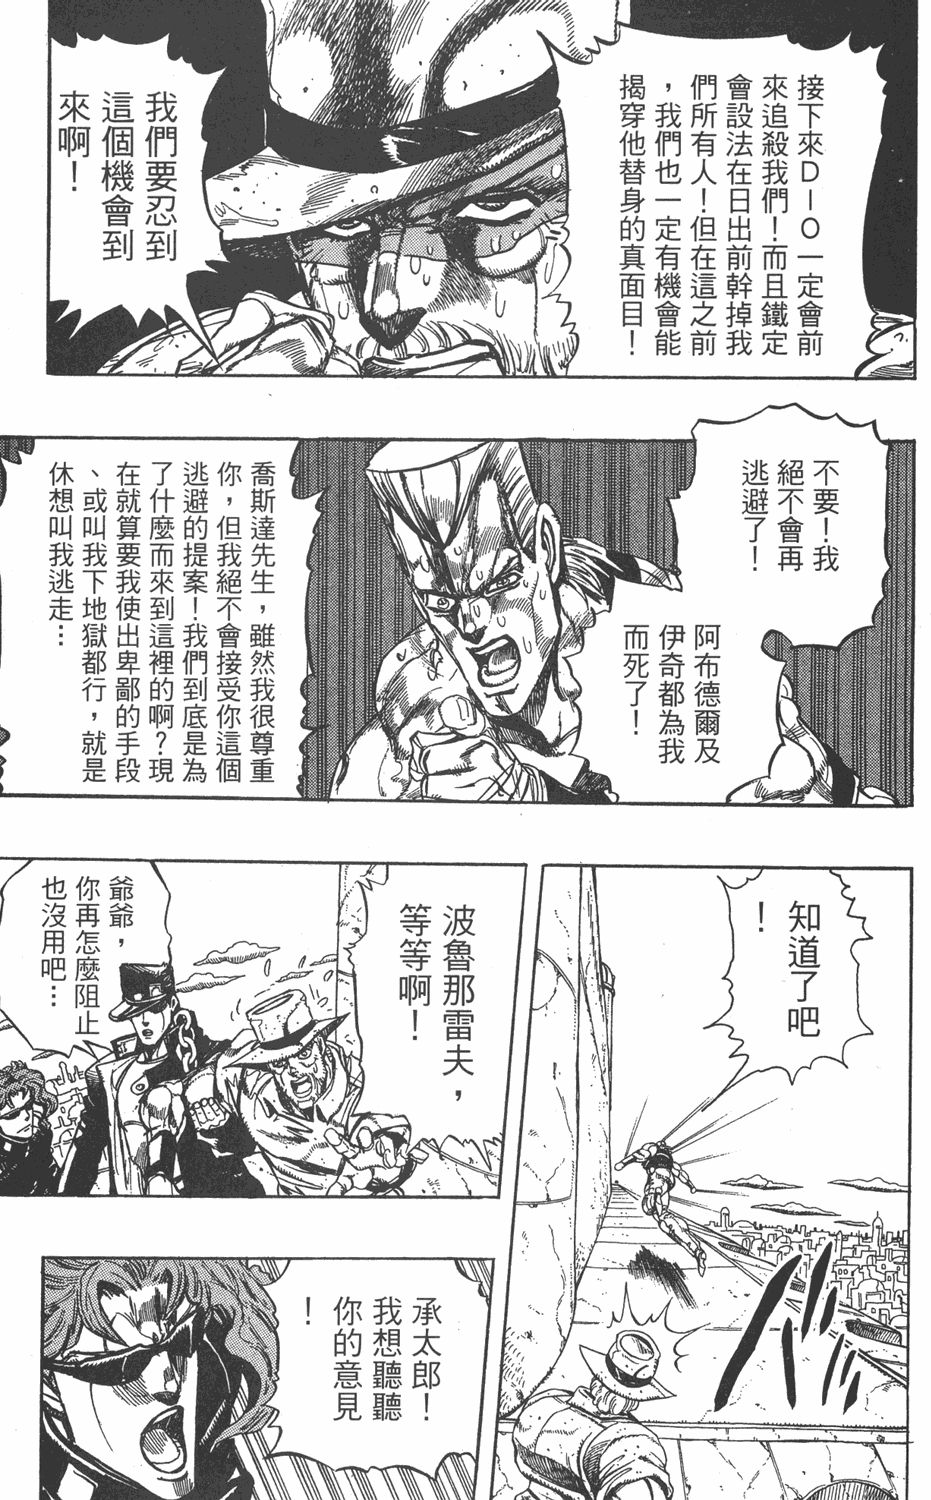 接下來DIO一定會前
來追殺我們！而且鐵定
會設法在日出前幹掉我
們所有人！但在這之前
，我們也一定有機會能
揭穿他替身的真面目！
我們要忍到
這個機會到
來啊！
不要！我
絕不會再
逃避了！
阿布德爾及
伊奇都為我
而死了！
喬斯達先生，雖然我很尊重
你，但我絕不會接受你這個
逃避的提案！我們到底是為
了什麼而來到這裡的啊？現
在就算要我使出卑鄙的手段
、或叫我下地獄都行，就是
休想叫我逃走…
知道了吧
！
波魯那雷夫，
等等啊！
爺爺，
你再怎麼阻止
也沒用吧…
承太郎！
我想聽聽
你的意見
！